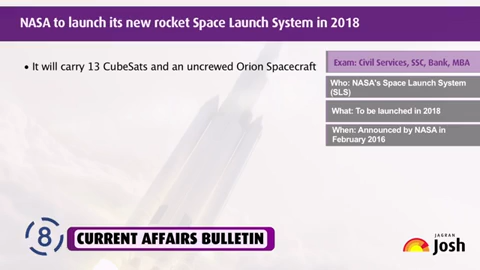 NASA to launch its new rocket Space Launch System in 2018
• It will carry 13 CubeSats and an uncrewed Orion Spacecraft
Exam: Civil Services, SSC, Bank, MBA
Who: NASA's Space Launch System
(SLS)
What: To be launched in 2018
When: Announced by NASA in
February 2016
8
CURRENT AFFAIRS BULLETIN
JAGRAN
Josh